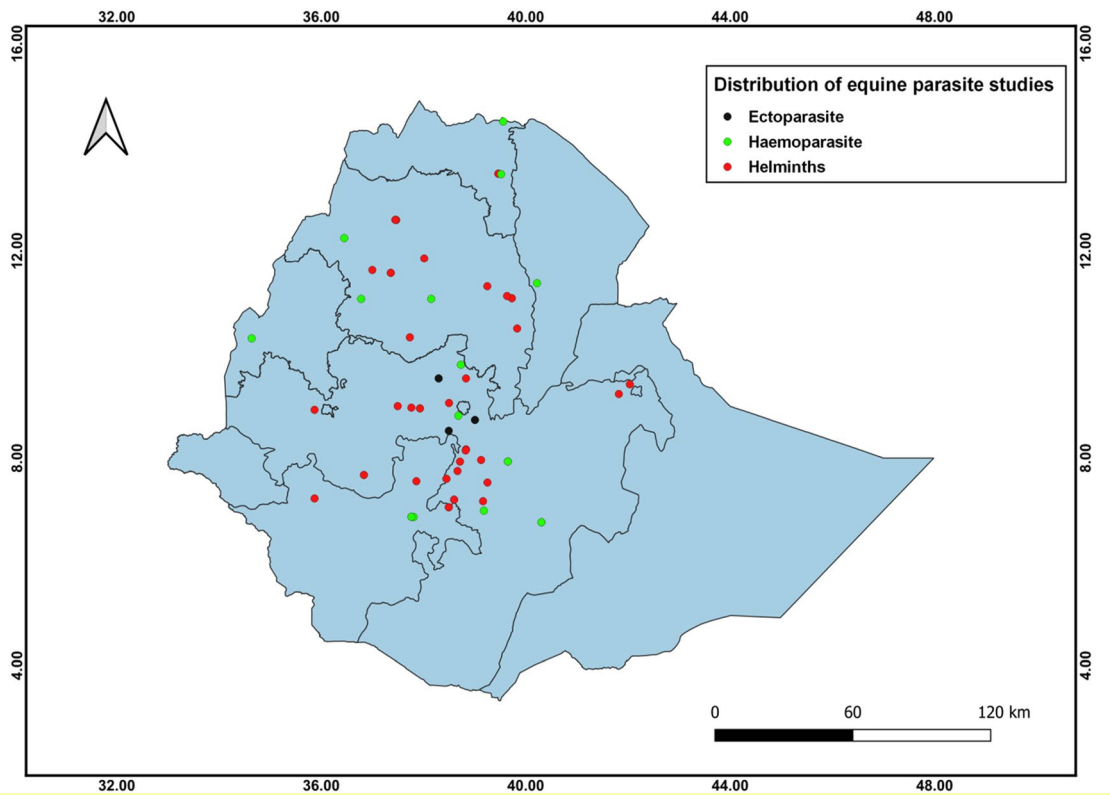 32.00 36.00 40.00 44.00 48.00
16.00 16.00
Distribution of equine parasite studies
Ectoparasite
Haemoparasite
Helminths
12.00 12.00
8.00 8.00
4.00 4.00
0 60 120 km
32.00 36.00 40.00 44.00 48.00